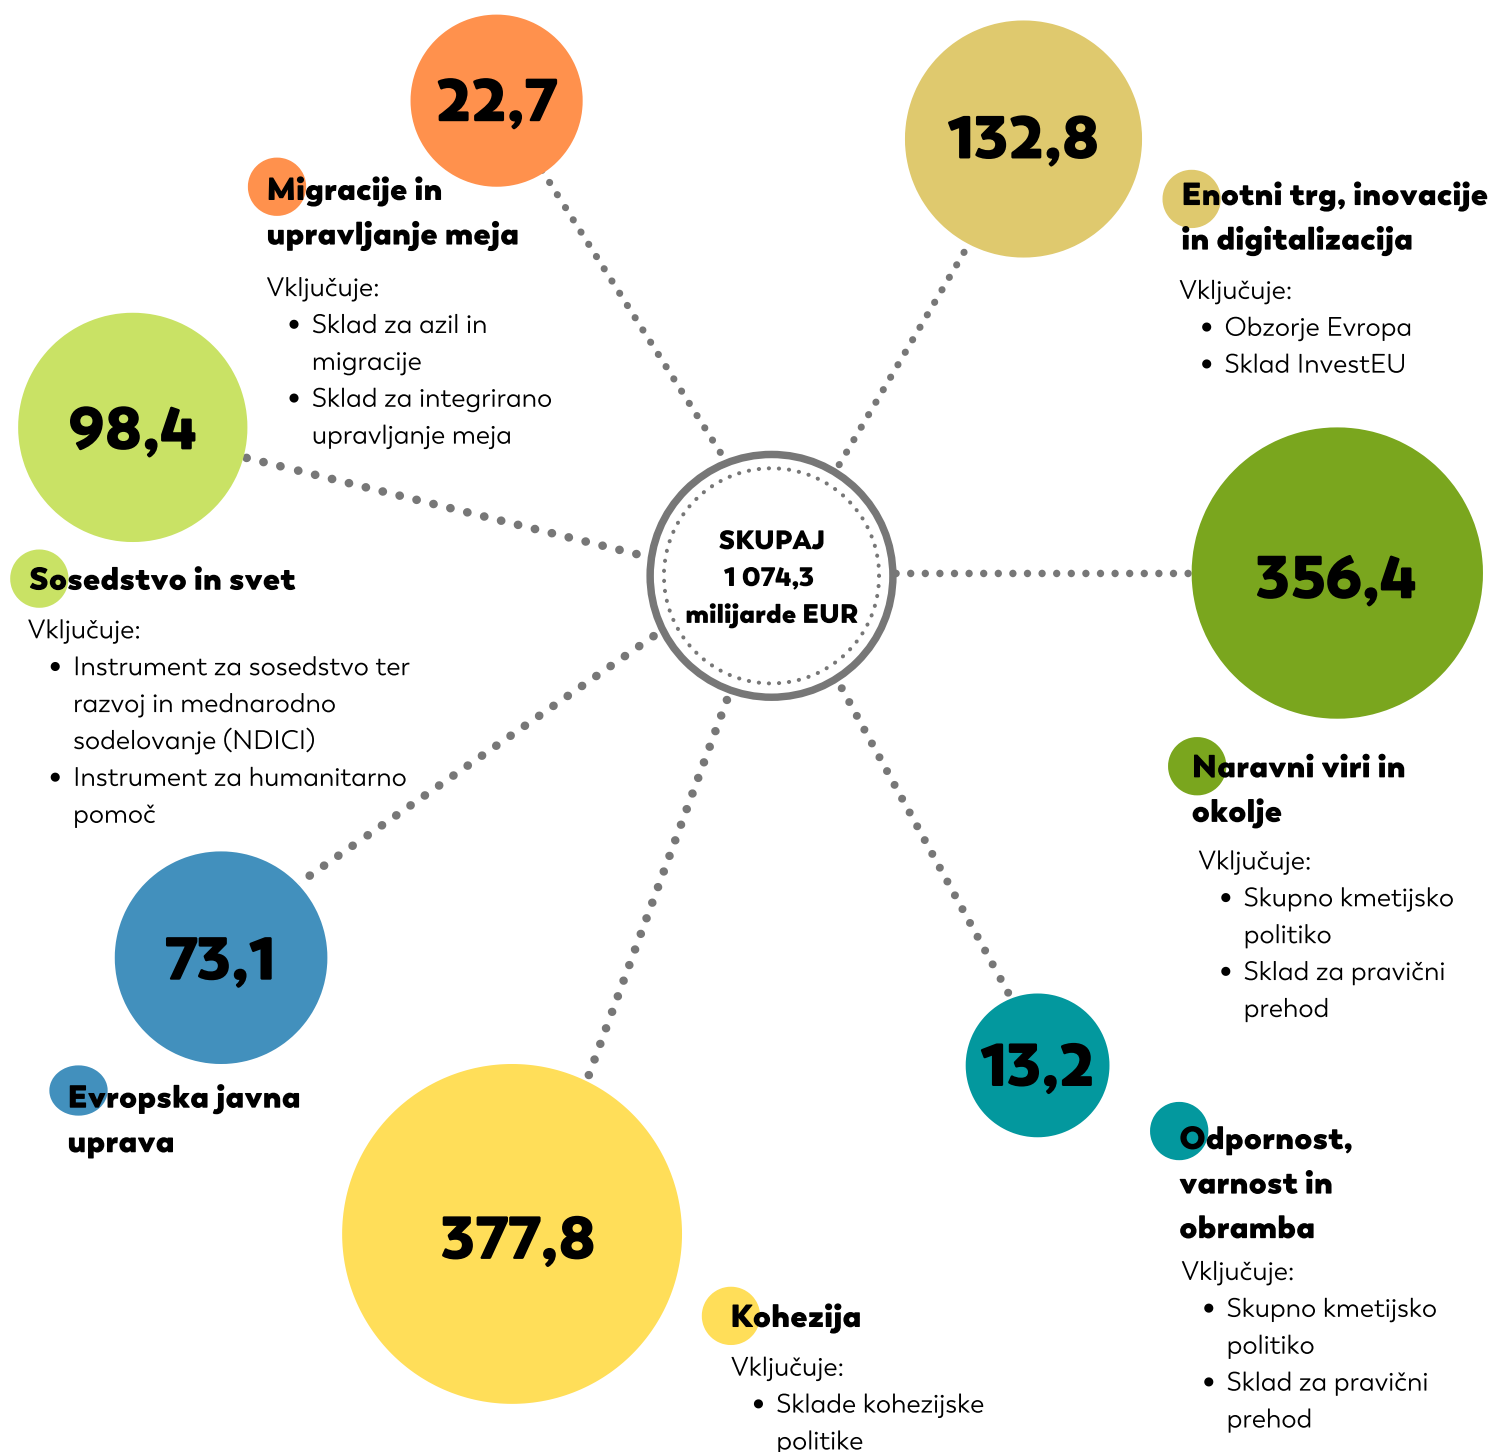 22,7
Migracije in
upravljanje meja
Vključuje:
• Sklad za azil in
migracije
• Sklad za integrirano
upravljanje meja
132,8
Enotni trg, inovacije
in digitalizacija
Vključuje:
• Obzorje Evropa
• Sklad InvestEU
98,4
Sosedstvo in svet
Vključuje:
• Instrument za sosedstvo ter
razvoj in mednarodno
sodelovanje (NDICI)
• Instrument za humanitarno
pomoč
SKUPAJ
1 074,3
milijarde EUR
356,4
Naravni viri in
okolje
Vključuje:
• Skupno kmetijsko
politiko
• Sklad za pravični
prehod
73,1
Evropska javna
uprava
377,8
Kohezija
Vključuje:
• Sklade kohezijske
politike
13,2
Odpornost,
varnost in
obramba
Vključuje:
• Skupno kmetijsko
politiko
• Sklad za pravični
prehod